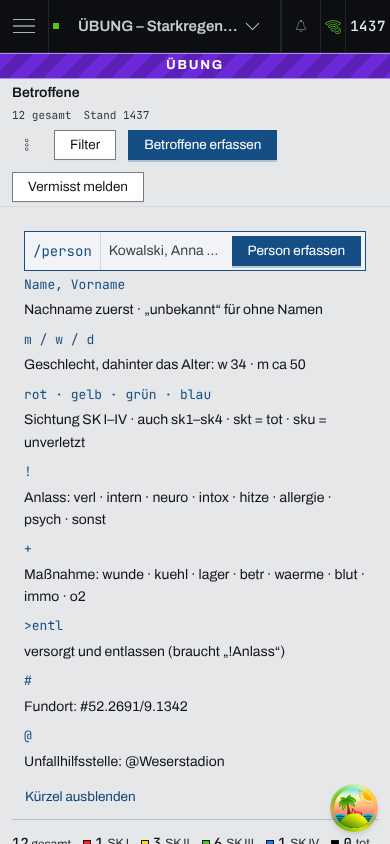 ÜBUNG – Starkregen... 1437
ÜBUNG
Betroffene
12 gesamt Stand 1437
Filter Betroffene erfassen
Vermisst melden
/person Kowalski, Anna ... Person erfassen
Name, Vorname
Nachname zuerst · „unbekannt“ für ohne Namen
m / w / d
Geschlecht, dahinter das Alter: w 34 · m ca 50
rot · gelb · grün · blau
Sichtung SK I–IV · auch sk1–sk4 · skt = tot · sku =
unverletzt
!
Anlass: verl · intern · neuro · intox · hitze · allergie ·
psych · sonst
+
Maßnahme: wunde · kuehl · lager · betr · waerme · blut ·
immo · o2
>entl
versorgt und entlassen (braucht „!Anlass“)
#
Fundort: #52.2691/9.1342
@
Unfallhilfsstelle: @Weserstadion
Kürzel ausblenden
12 gesamt 1 SK I 3 SK II 6 SK III 1 SK IV 0 tot